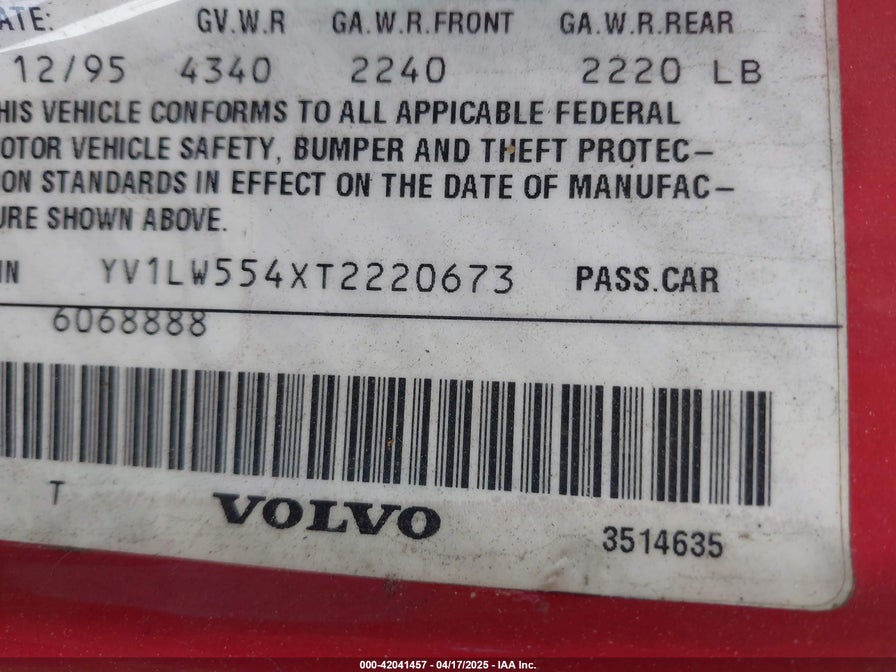 ATE: GV.W.R GA.W.R.FRONT GA.W.R.REAR
12/95 4340 2240 2220 LB
HIS VEHICLE CONFORMS TO ALL APPICABLE FEDERAL
OTOR VEHICLE SAFETY, BUMPER AND THEFT PROTEC-
ON STANDARDS IN EFFECT ON THE DATE OF MANUFAC-
URE SHOWN ABOVE.
IN YV1LW554XT2220673 PASS.CAR
6068888
T VOLVO 3514635
000-42041457 - 04/17/2025 - IAA Inc.